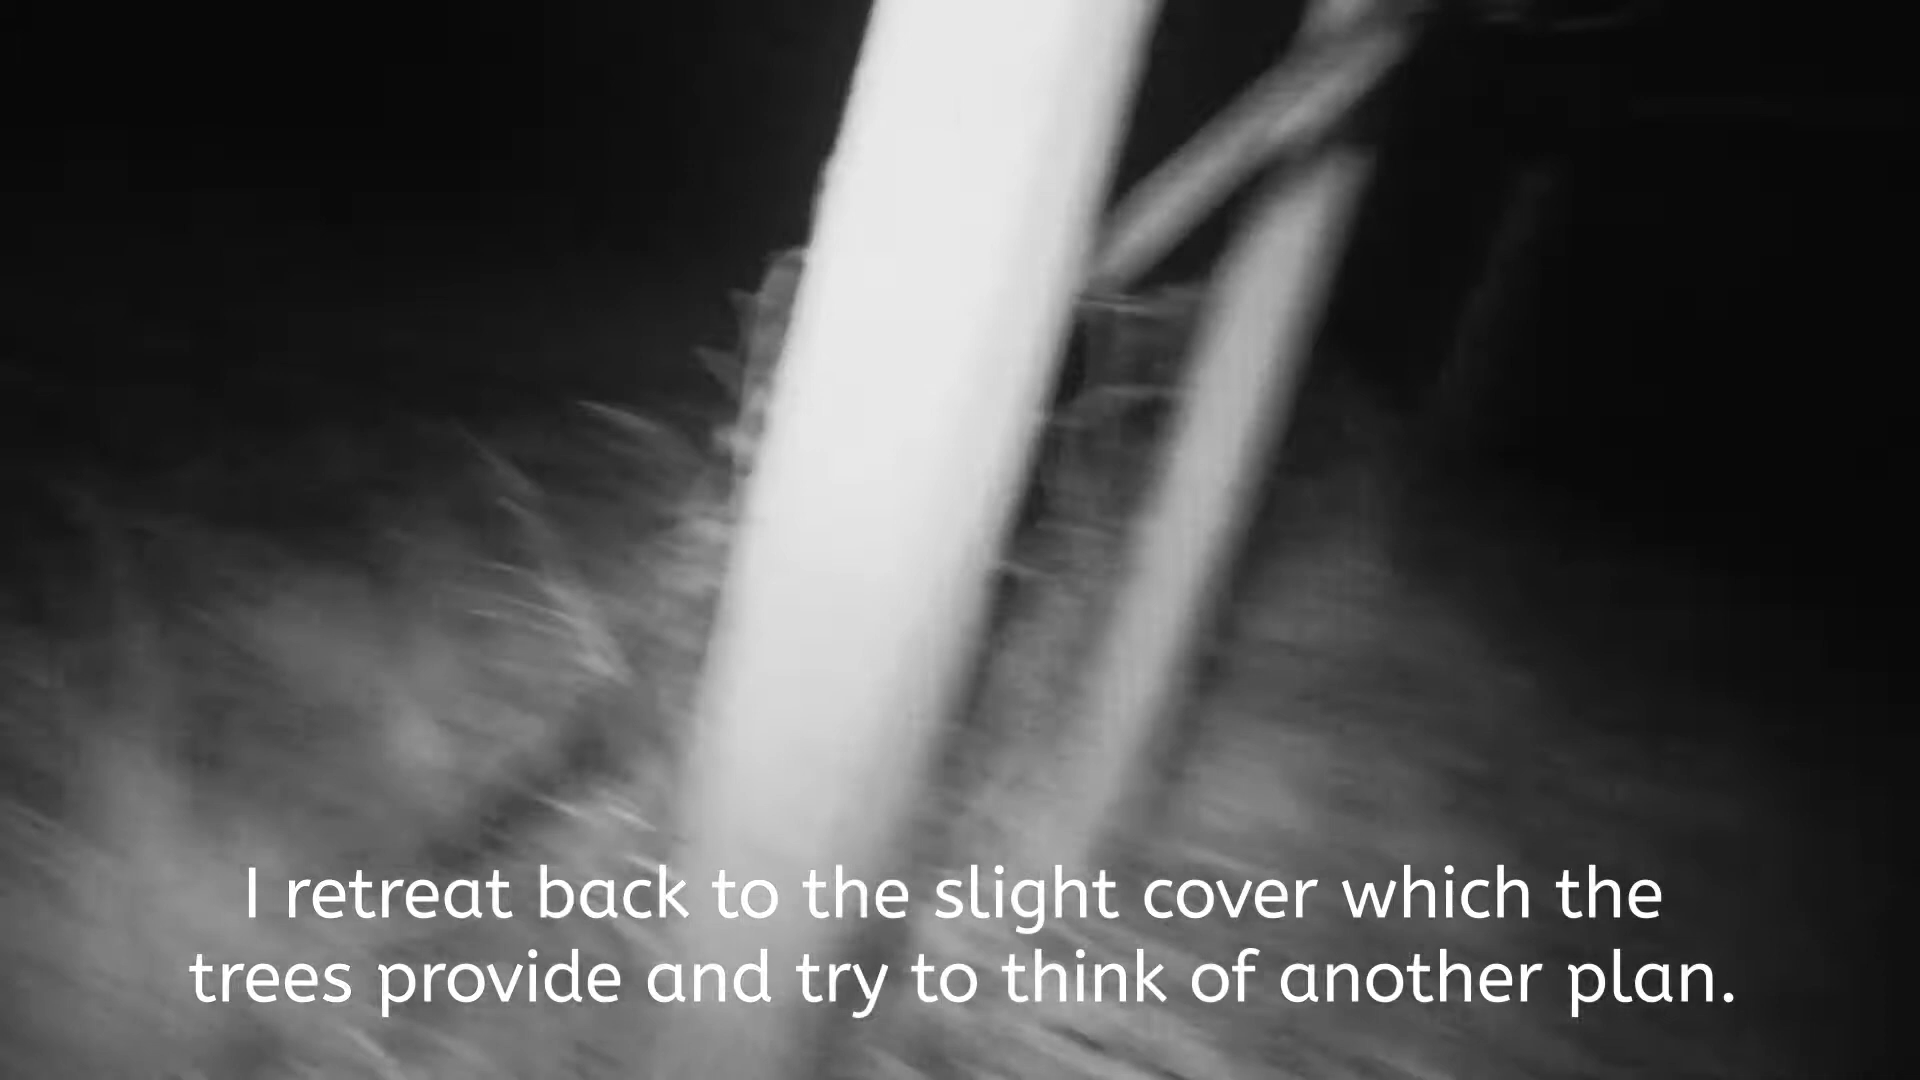 I retreat back to the slight cover which the
trees provide and try to think of another plan.